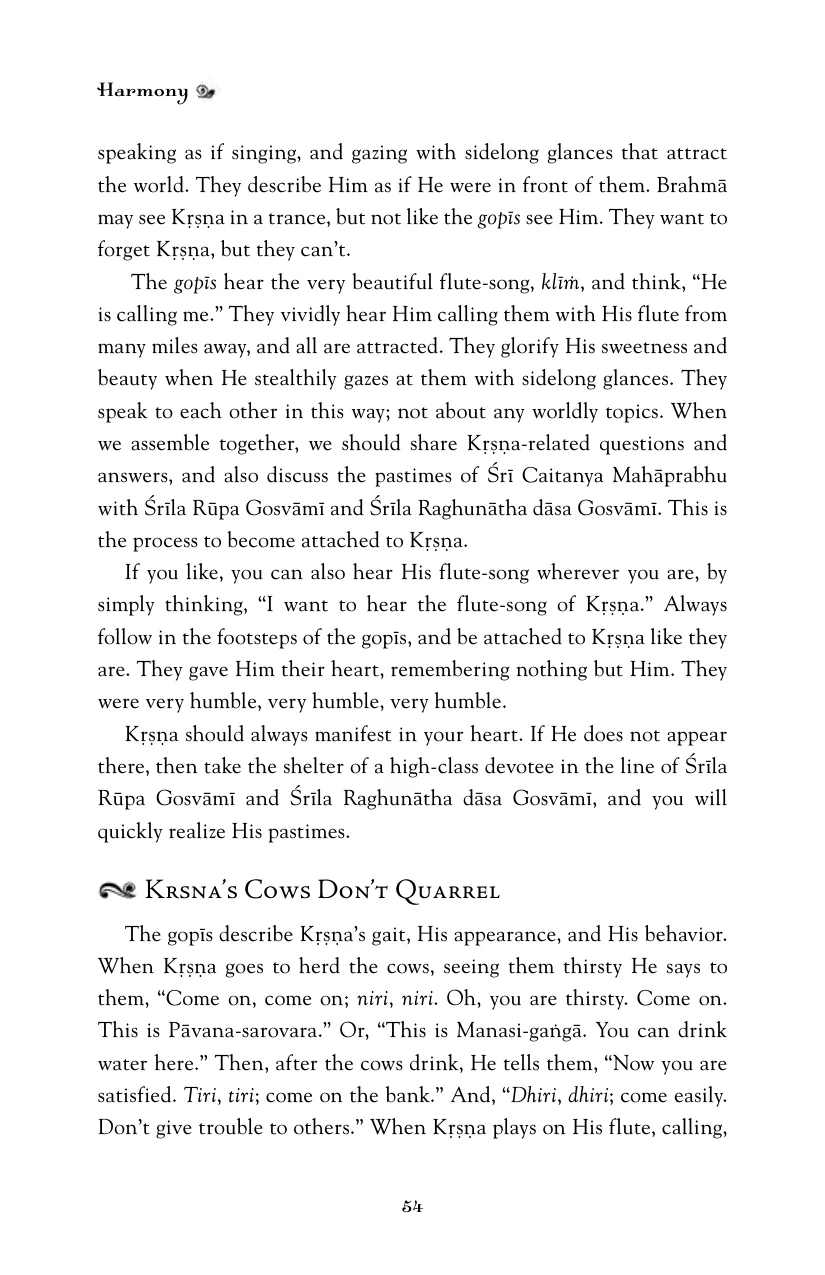 Harmony
speaking as if singing, and gazing with sidelong glances that attract
the world. They describe Him as if He were in front of them. Brahmā
may see Kṛṣṇa in a trance, but not like the gopīs see Him. They want to
forget Kṛṣṇa, but they can’t.
The gopīs hear the very beautiful flute-song, klīṁ, and think, “He
is calling me.” They vividly hear Him calling them with His flute from
many miles away, and all are attracted. They glorify His sweetness and
beauty when He stealthily gazes at them with sidelong glances. They
speak to each other in this way; not about any worldly topics. When
we assemble together, we should share Kṛṣṇa-related questions and
answers, and also discuss the pastimes of Śrī Caitanya Mahāprabhu
with Śrīla Rūpa Gosvāmī and Śrīla Raghunātha dāsa Gosvāmī. This is
the process to become attached to Kṛṣṇa.
If you like, you can also hear His flute-song wherever you are, by
simply thinking, “I want to hear the flute-song of Kṛṣṇa.” Always
follow in the footsteps of the gopīs, and be attached to Kṛṣṇa like they
are. They gave Him their heart, remembering nothing but Him. They
were very humble, very humble, very humble.
Kṛṣṇa should always manifest in your heart. If He does not appear
there, then take the shelter of a high-class devotee in the line of Śrīla
Rūpa Gosvāmī and Śrīla Raghunātha dāsa Gosvāmī, and you will
quickly realize His pastimes.
Krsna’s Cows Don’t Quarrel
The gopīs describe Kṛṣṇa’s gait, His appearance, and His behavior.
When Kṛṣṇa goes to herd the cows, seeing them thirsty He says to
them, “Come on, come on; niri, niri. Oh, you are thirsty. Come on.
This is Pāvana-sarovara.” Or, “This is Manasi-gaṅgā. You can drink
water here.” Then, after the cows drink, He tells them, “Now you are
satisfied. Tiri, tiri; come on the bank.” And, “Dhiri, dhiri; come easily.
Don’t give trouble to others.” When Kṛṣṇa plays on His flute, calling,
54